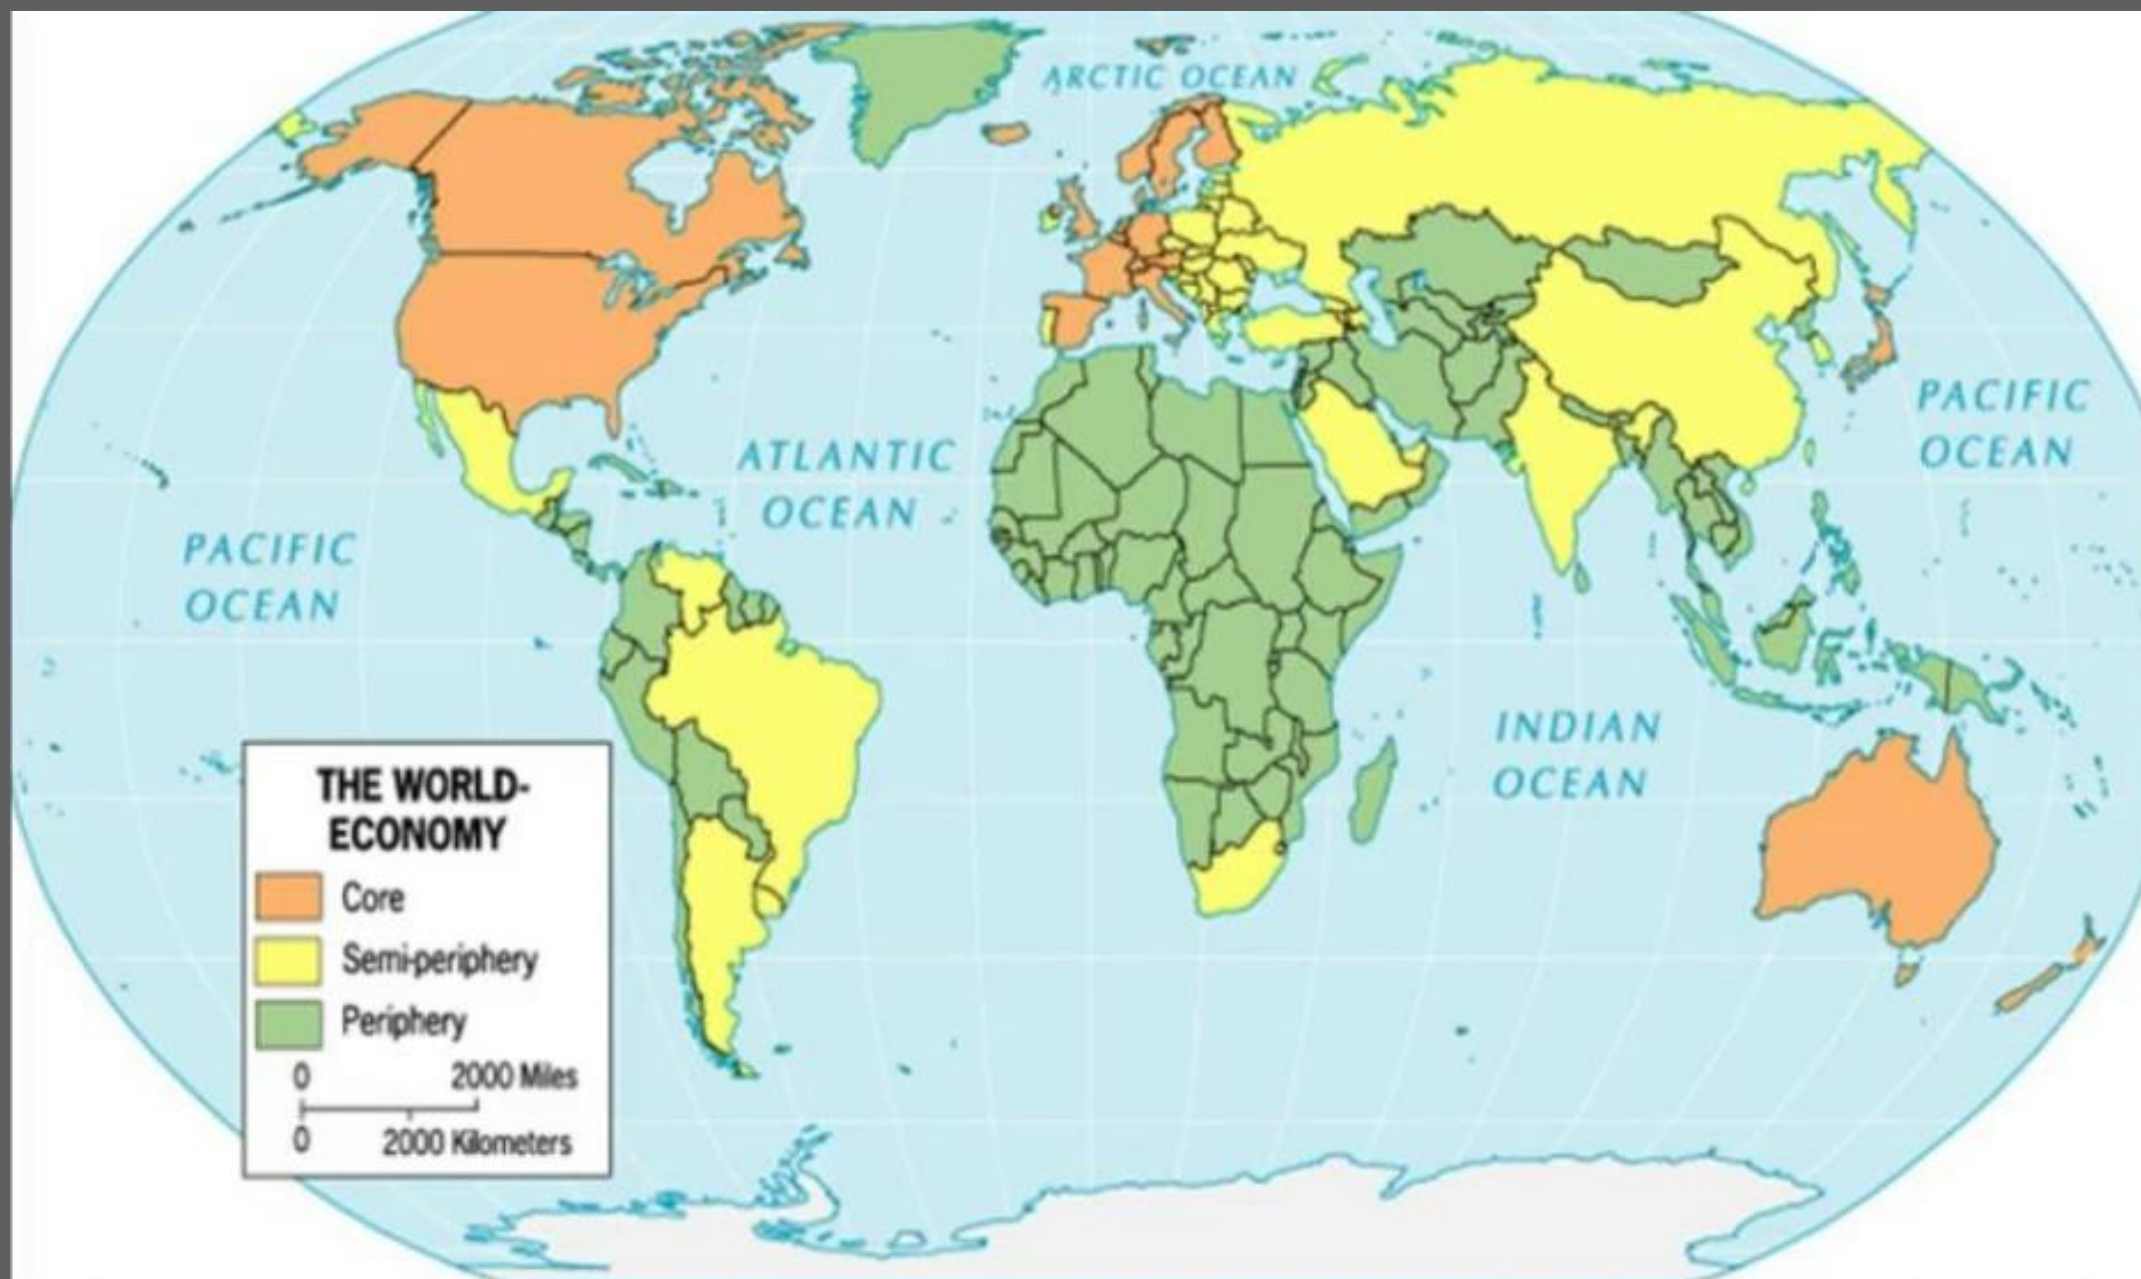 ARCTIC OCEAN
ATLANTIC
OCEAN
PACIFIC
OCEAN
PACIFIC
OCEAN
INDIAN
OCEAN
THE WORLD-
ECONOMY
Core
Semi-periphery
Periphery
0 2000 Miles
0 2000 Kilometers